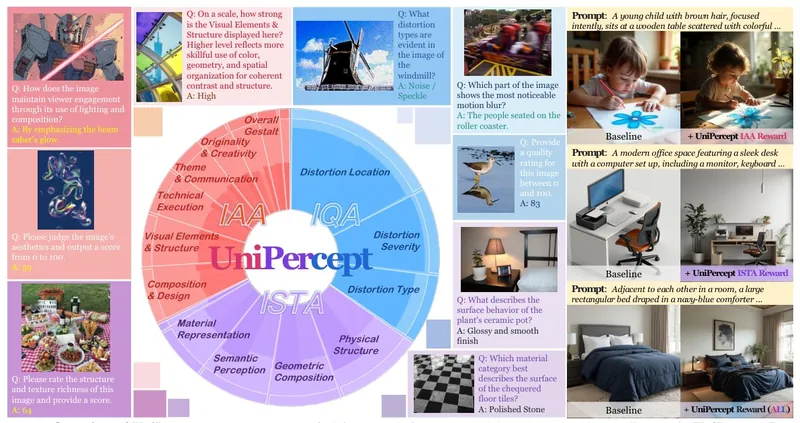 Q: How does the image
maintain viewer engagement
through its use of lighting and
composition?
A: By emphasizing the beam
saber's glow.
Q: Please judge the image's
aesthetics and output a score
from 0 to 100.
A: 59
Q: Please rate the structure
and texture richness of this
image and provide a score.
A: 64
Q: On a scale, how strong
is the Visual Elements &
Structure displayed here?
Higher level reflects more
skillful use of color,
geometry, and spatial
organization for coherent
contrast and structure.
A: High
Q: What
distortion
types are
evident in
the image of
the
windmill?
A: Noise /
Speckle
Overall
Gestalt
Originality
& Creativity
Theme
& Communication
Technical
Execution
Visual Elements
& Structure
Composition
& Design
Distortion Location
Distortion
Severity
Distortion Type
IAA
IQA
UniPercept
ISTA
Material
Representation
Semantic
Perception
Geometric
Composition
Physical
Structure
Q: Which part of the image
shows the most noticeable
motion blur?
A: The people seated on the
roller coaster.
Q: Provide
a quality
rating for
this image
between 0
and 100.
A: 83
Q: What describes the
surface behavior of the
plant's ceramic pot?
A: Glossy and smooth
finish
Q: Which material
category best
describes the surface
of the chequered
floor tiles?
A: Polished Stone
Prompt: A young child with brown hair, focused
intently, sits at a wooden table scattered with colorful ...
Baseline
+ UniPercept IAA Reward
Prompt: A modern office space featuring a sleek desk
with a computer set up, including a monitor, keyboard ...
Baseline
+ UniPercept ISTA Reward
Prompt: Adjacent to each other in a room, a large
rectangular bed draped in a navy-blue comforter ...
Baseline
+ UniPercept Reward (ALL)